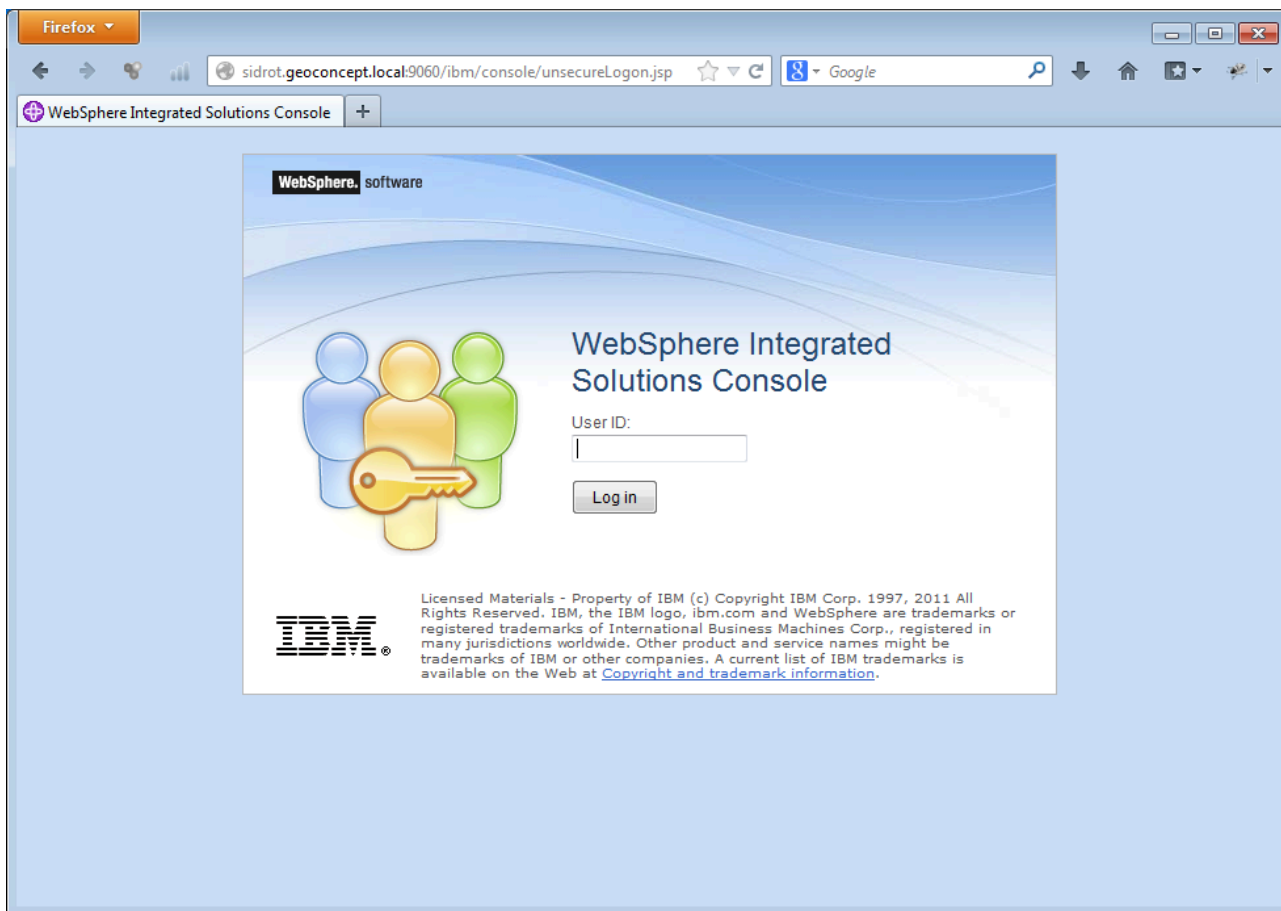 Firefox
sidrot.geoconcept.local:9060/ibm/console/unsecureLogon.jsp
Google
WebSphere Integrated Solutions Console
WebSphere. software
WebSphere Integrated
Solutions Console
User ID:
Log in
Licensed Materials - Property of IBM (c) Copyright IBM Corp. 1997, 2011 All
Rights Reserved. IBM, the IBM logo, ibm.com and WebSphere are trademarks or
registered trademarks of International Business Machines Corp., registered in
many jurisdictions worldwide. Other product and service names might be
trademarks of IBM or other companies. A current list of IBM trademarks is
available on the Web at Copyright and trademark information.
IBM®